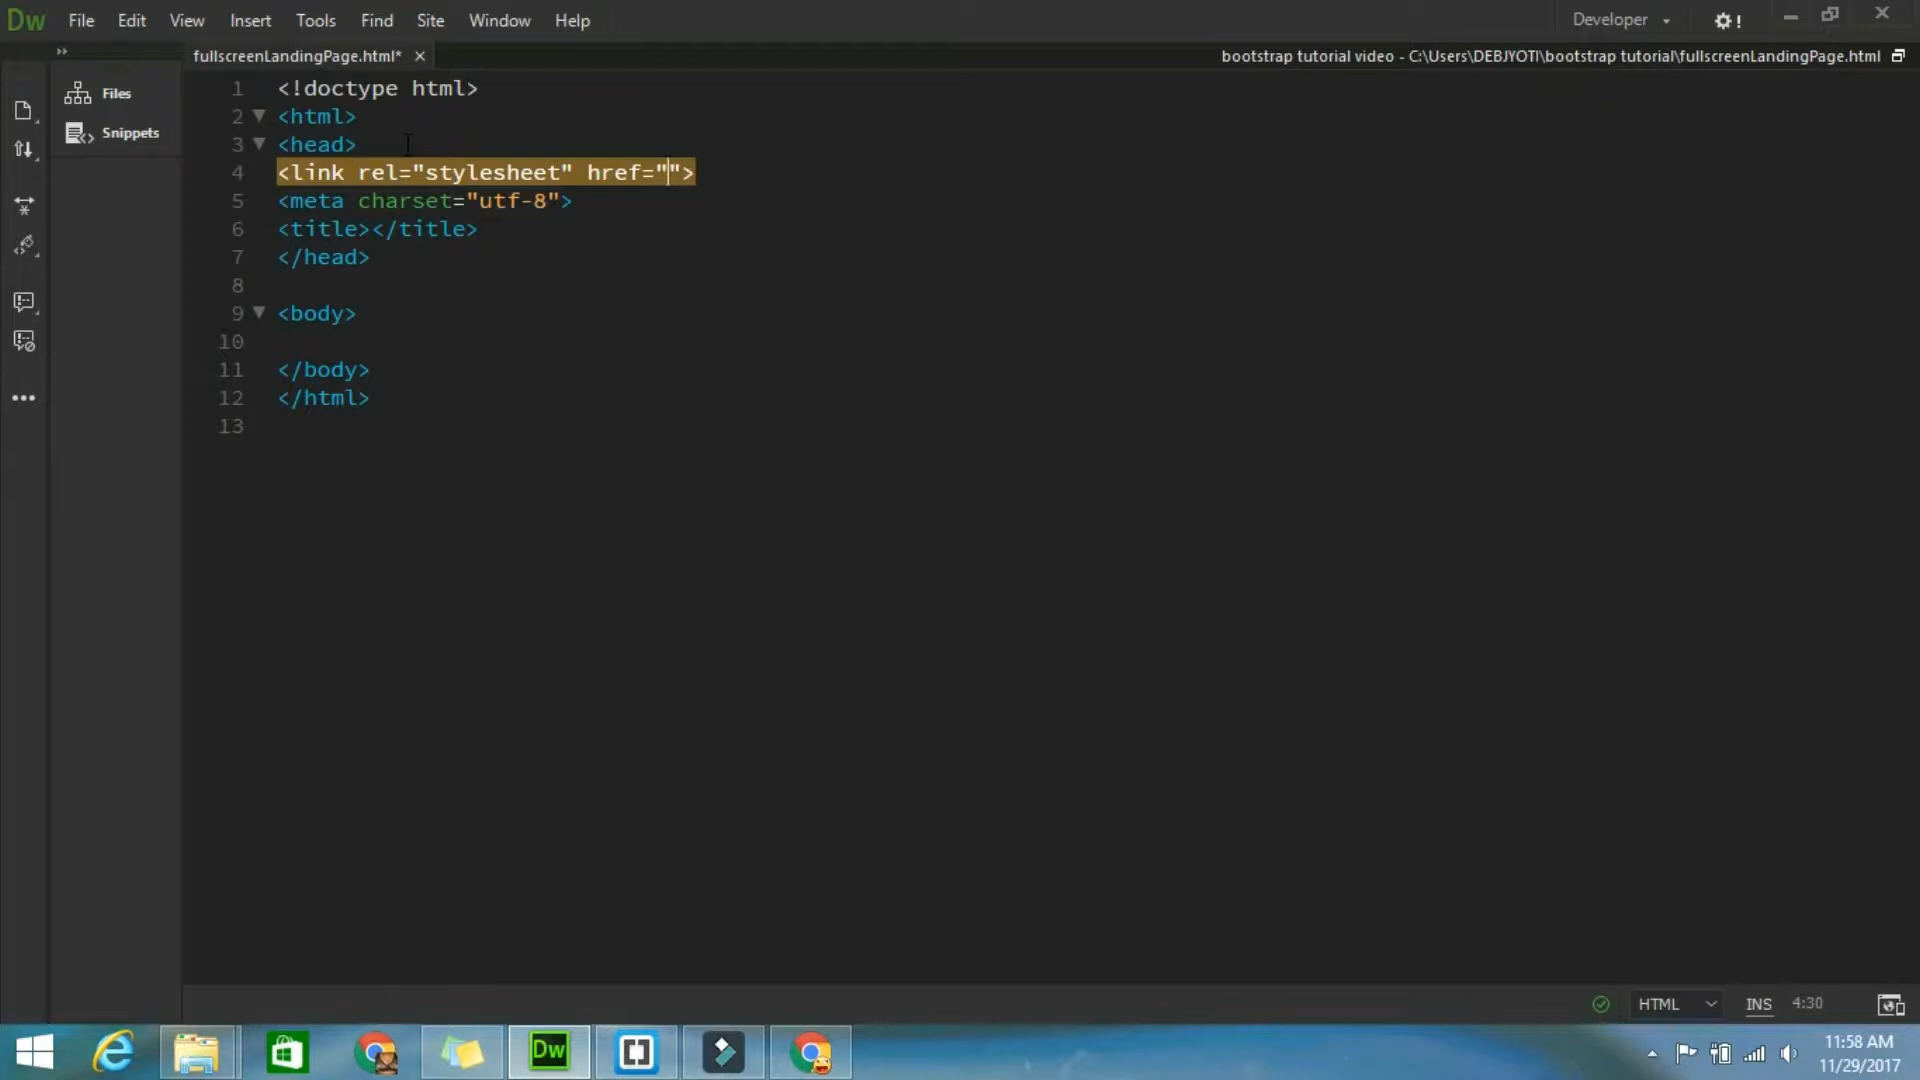 Dw File Edit View Insert Tools Find Site Window Help Developer !
fullscreenLandingPage.html* × bootstrap tutorial video - C:\Users\DEBJYOTI\bootstrap tutorial\fullscreenLandingPage.html
Files
Snippets
1 <!doctype html>
2 <html>
3 <head>
4 <link rel="stylesheet" href="">
5 <meta charset="utf-8">
6 <title></title>
7 </head>
8
9 <body>
10
11 </body>
12 </html>
13
HTML INS 4:30
Dw
11:58 AM
11/29/2017